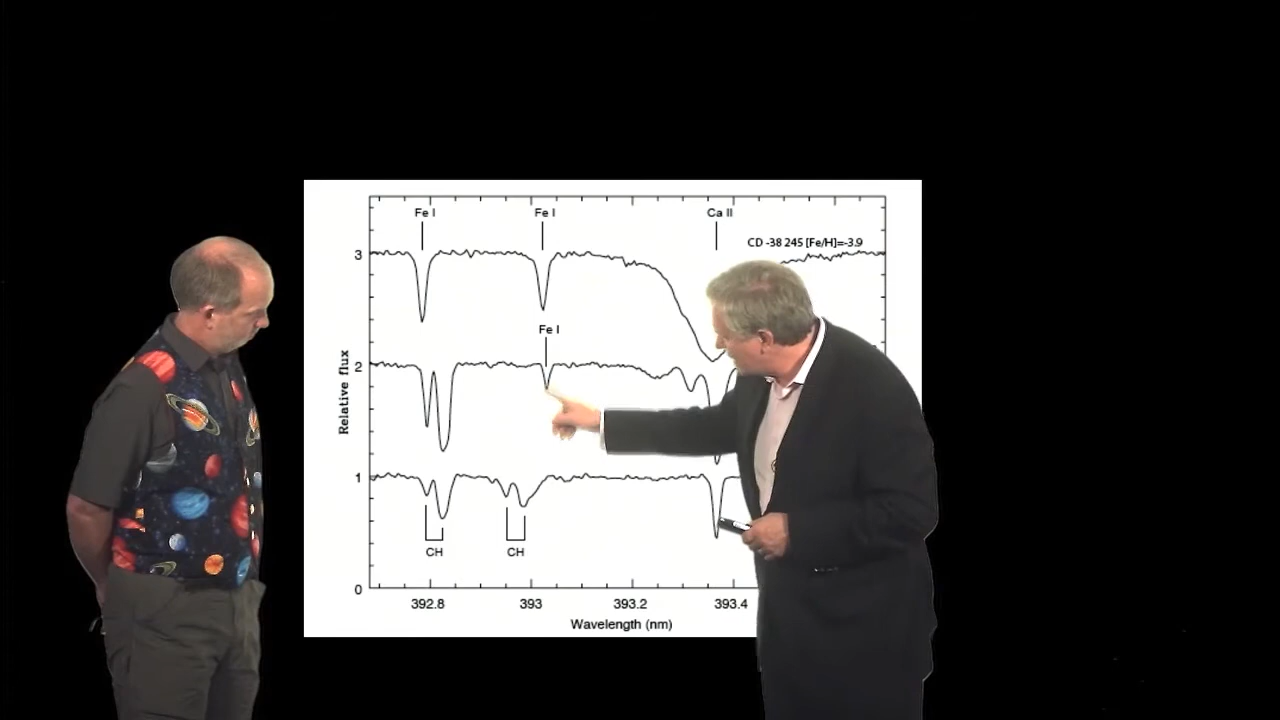 Fe I
Fe I
Ca II
CD -38 245 [Fe/H]=-3.9
3
Fe I
2
Relative flux
1
CH
CH
0
392.8
393
393.2
393.4
Wavelength (nm)